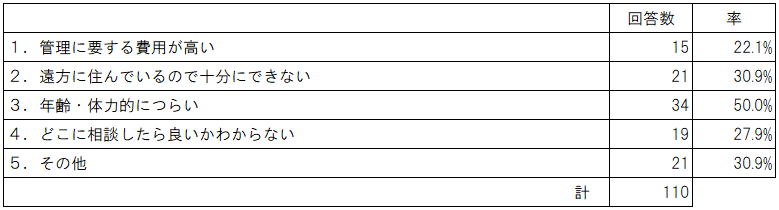 回答数 率
１．管理に要する費用が高い 15 22.1%
２．遠方に住んでいるので十分にできない 21 30.9%
３．年齢・体力的につらい 34 50.0%
４．どこに相談したら良いかわからない 19 27.9%
５．その他 21 30.9%
計 110